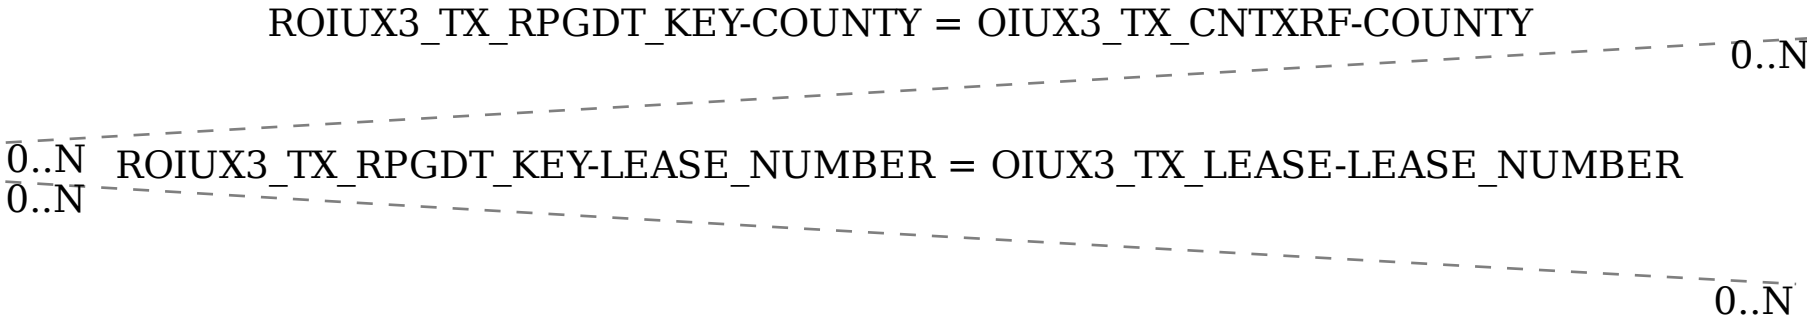 ROIUX3_TX_RPGDT_KEY-COUNTY = OIUX3_TX_CNTXRF-COUNTY
0..N
0..N
ROIUX3_TX_RPGDT_KEY-LEASE_NUMBER = OIUX3_TX_LEASE-LEASE_NUMBER
0..N
0..N